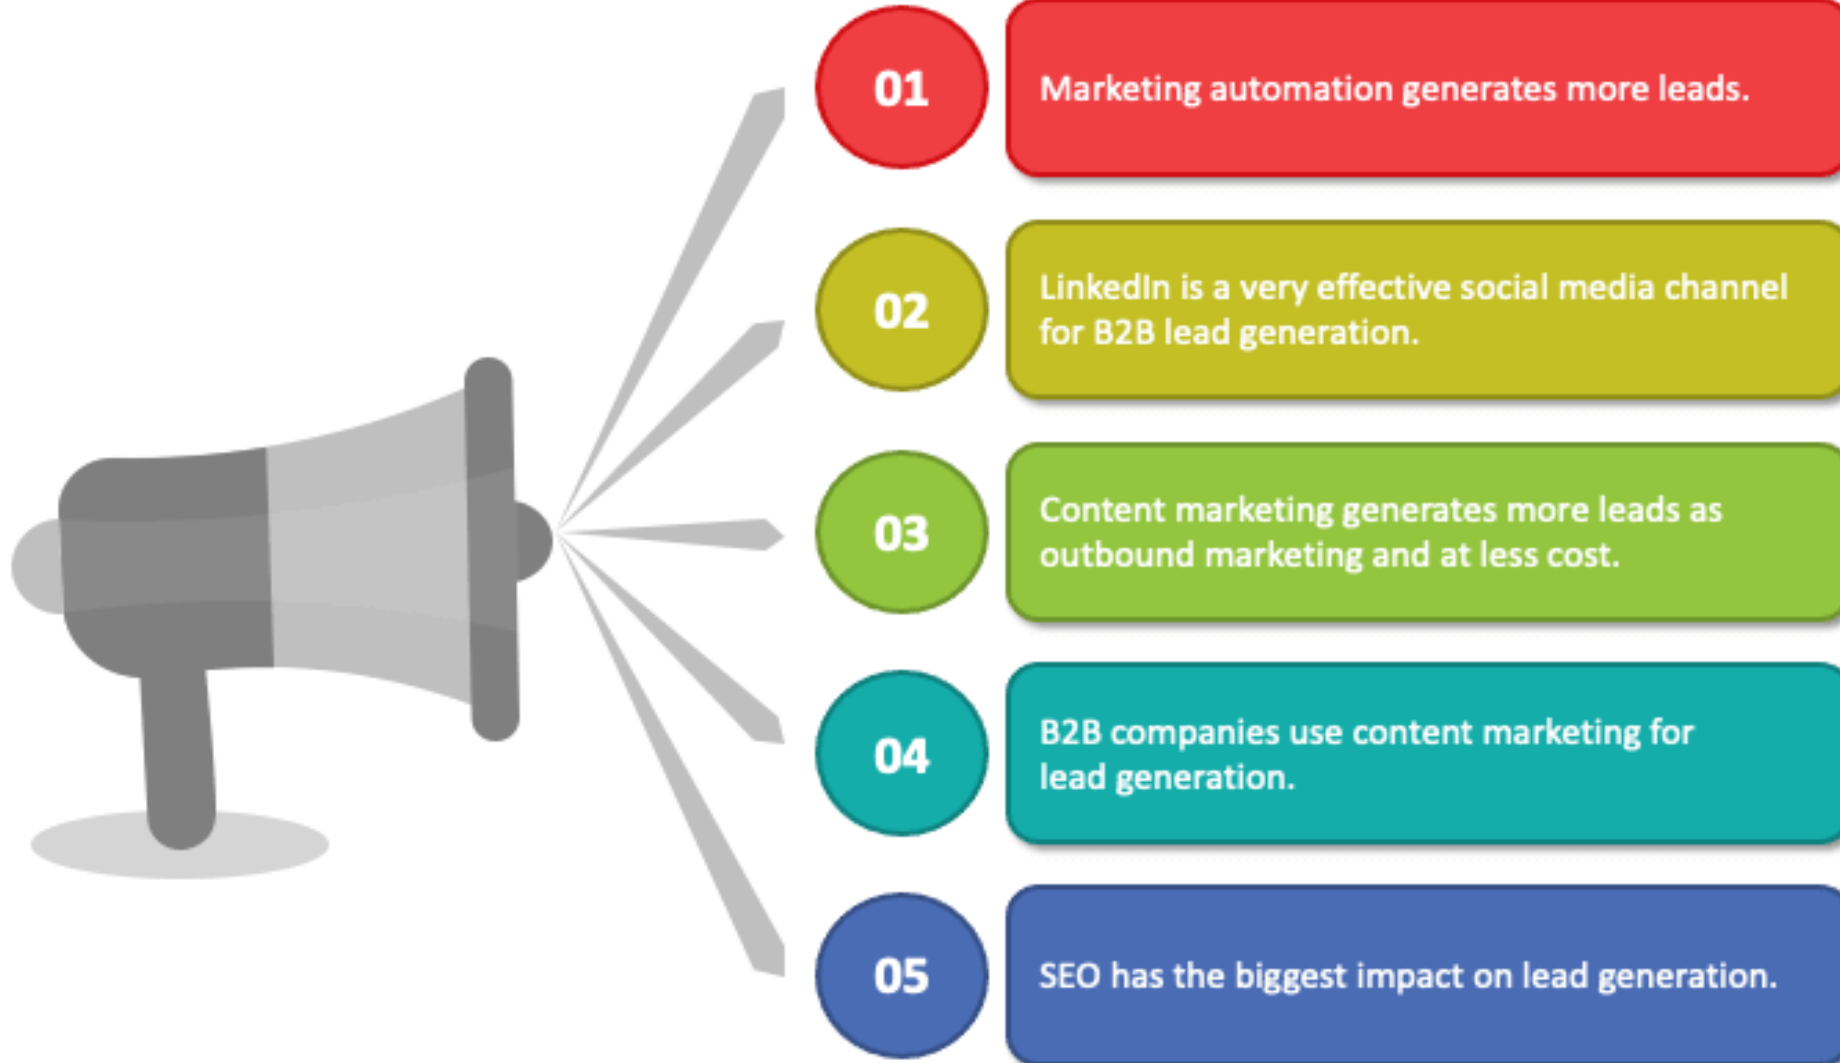 01
Marketing automation generates more leads.
02
LinkedIn is a very effective social media channel
for B2B lead generation.
03
Content marketing generates more leads as
outbound marketing and at less cost.
04
B2B companies use content marketing for
lead generation.
05
SEO has the biggest impact on lead generation.